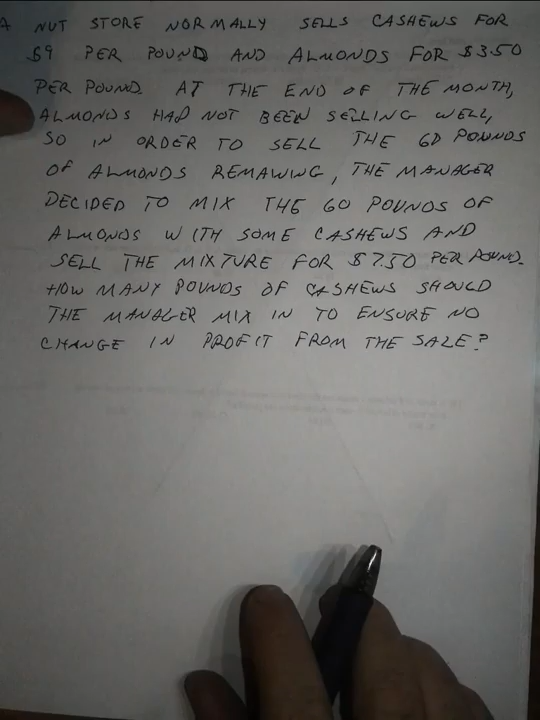 A NUT STORE NORMALLY SELLS CASHEWS FOR
$9 PER POUND AND ALMONDS FOR $3.50
PER POUND. AT THE END OF THE MONTH,
ALMONDS HAD NOT BEEN SELLING WELL,
SO IN ORDER TO SELL THE 60 POUNDS
OF ALMONDS REMAINING, THE MANAGER
DECIDED TO MIX THE 60 POUNDS OF
ALMONDS WITH SOME CASHEWS AND
SELL THE MIXTURE FOR $7.50 PER POUND.
HOW MANY POUNDS OF CASHEWS SHOULD
THE MANAGER MIX IN TO ENSURE NO
CHANGE IN PROFIT FROM THE SALE?